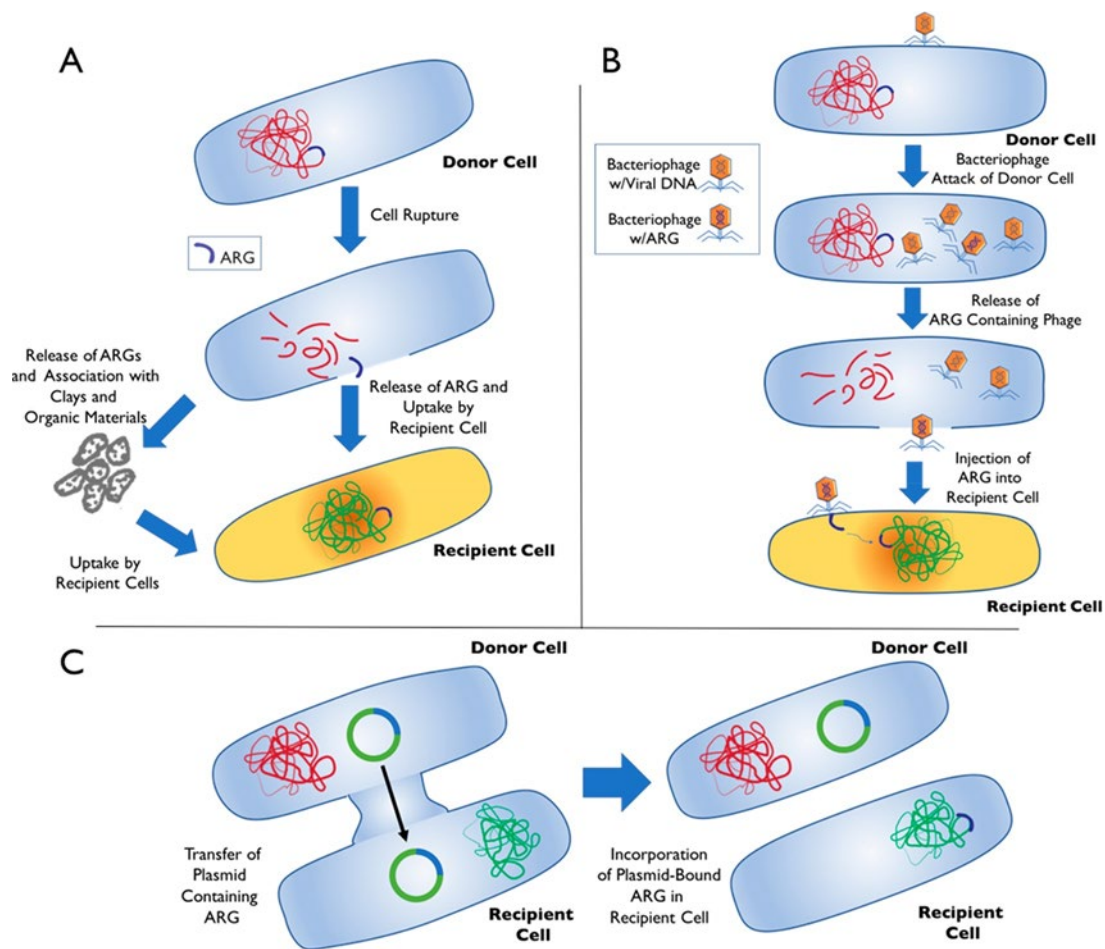 A
Donor Cell
Cell Rupture
ARG
Release of ARGs
and Association with
Clays and
Organic Materials
Release of ARG and
Uptake by
Recipient Cell
Recipient Cell
Uptake by
Recipient Cells
B
Donor Cell
Bacteriophage
Attack of Donor Cell
Bacteriophage
w/Viral DNA
Bacteriophage
w/ARG
Release of
ARG Containing Phage
Injection of
ARG into
Recipient Cell
Recipient Cell
C
Donor Cell
Transfer of
Plasmid
Containing
ARG
Recipient
Cell
Donor Cell
Incorporation
of Plasmid-Bound
ARG in
Recipient Cell
Recipient
Cell